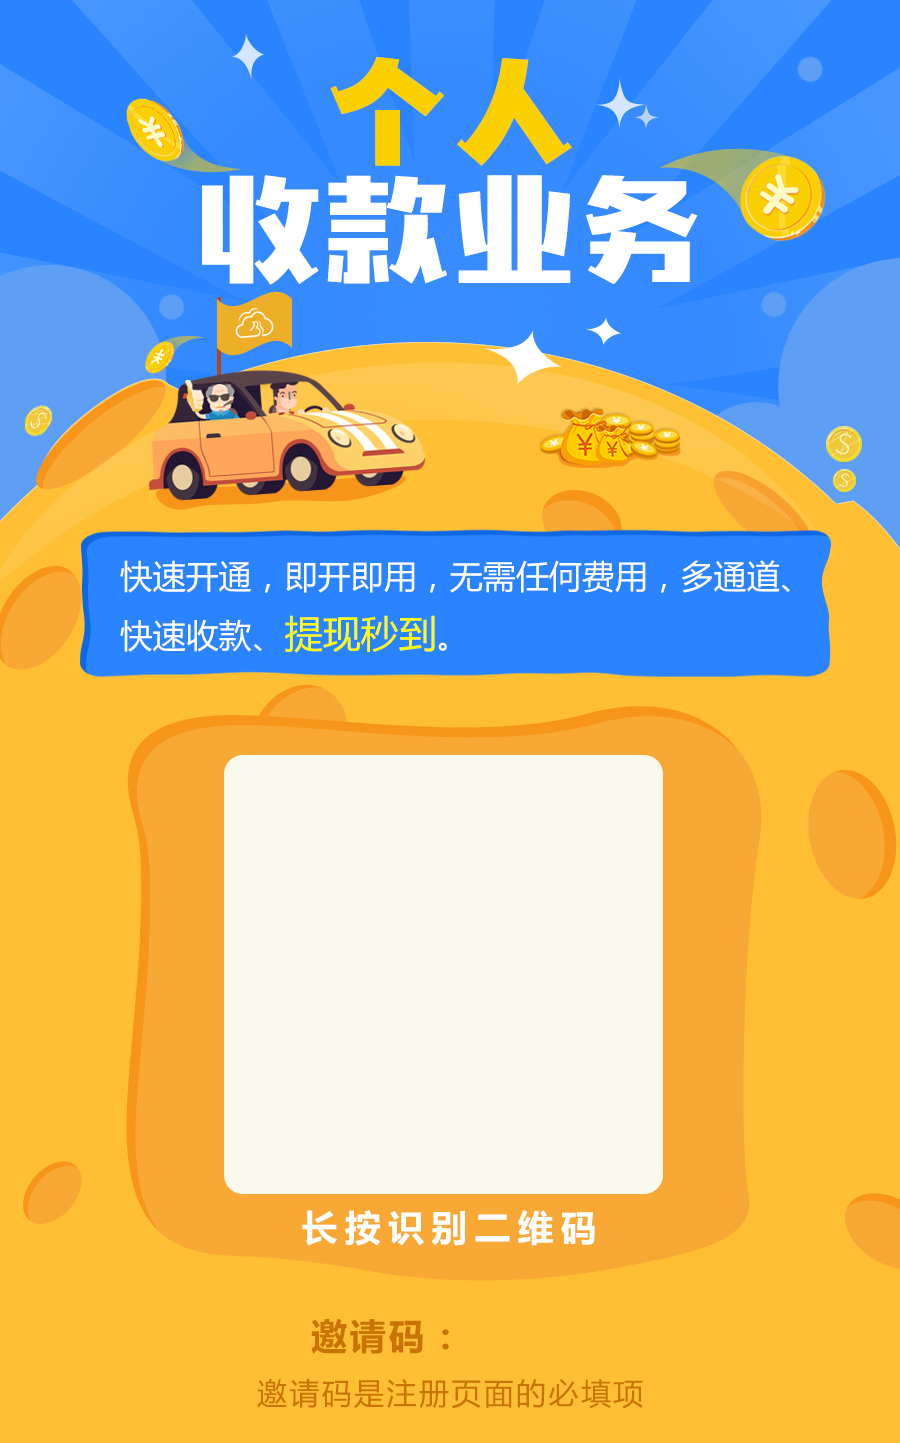 个人
收款业务
快速开通，即开即用，无需任何费用，多通道、
快速收款、提现秒到。
长按识别二维码
邀请码：
邀请码是注册页面的必填项